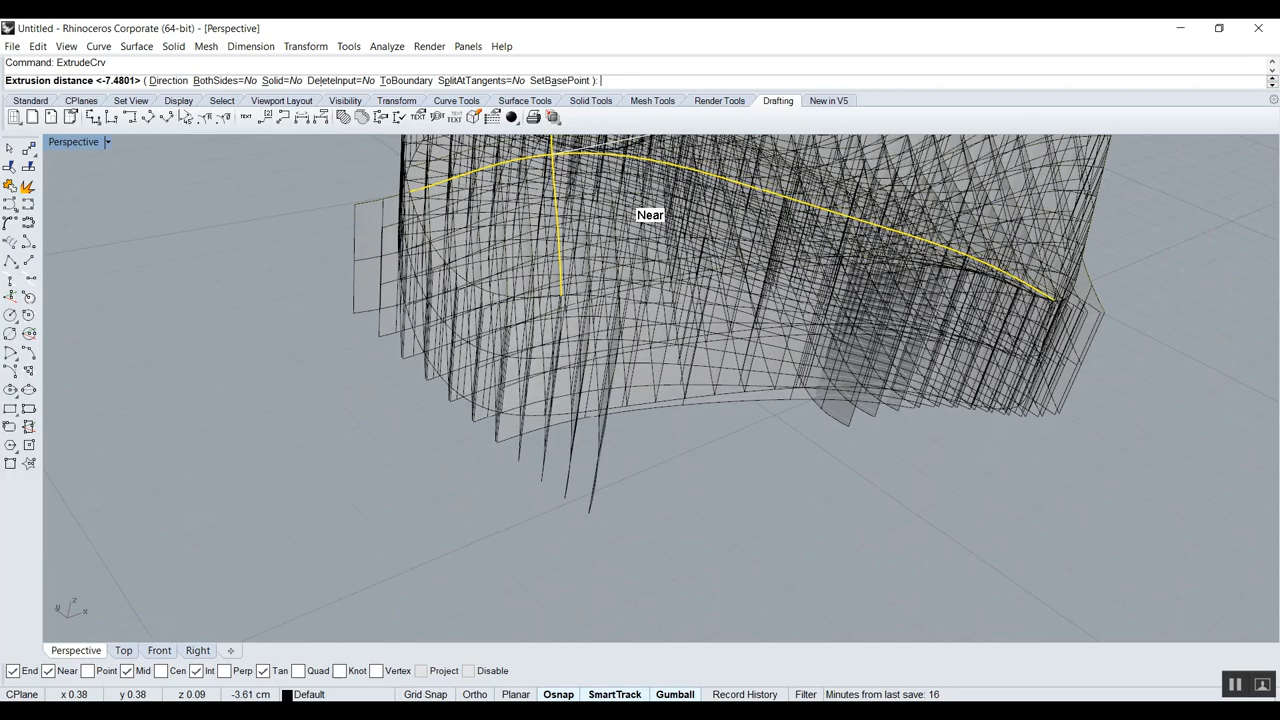 Untitled - Rhinoceros Corporate (64-bit) - [Perspective]
File Edit View Curve Surface Solid Mesh Dimension Transform Tools Analyze Render Panels Help
Command: ExtrudeCrv
Extrusion distance <-7.4801> ( Direction BothSides=No Solid=No DeleteInput=No ToBoundary SplitAtTangents=No SetBasePoint ):
Standard CPlanes Set View Display Select Viewport Layout Visibility Transform Curve Tools Surface Tools Solid Tools Mesh Tools Render Tools Drafting New in V5
Perspective
Near
z
y
x
Perspective Top Front Right
End Near Point Mid Cen Int Perp Tan Quad Knot Vertex Project Disable
CPlane x 0.38 y 0.38 z 0.09 -3.61 cm Default Grid Snap Ortho Planar Osnap SmartTrack Gumball Record History Filter Minutes from last save: 16